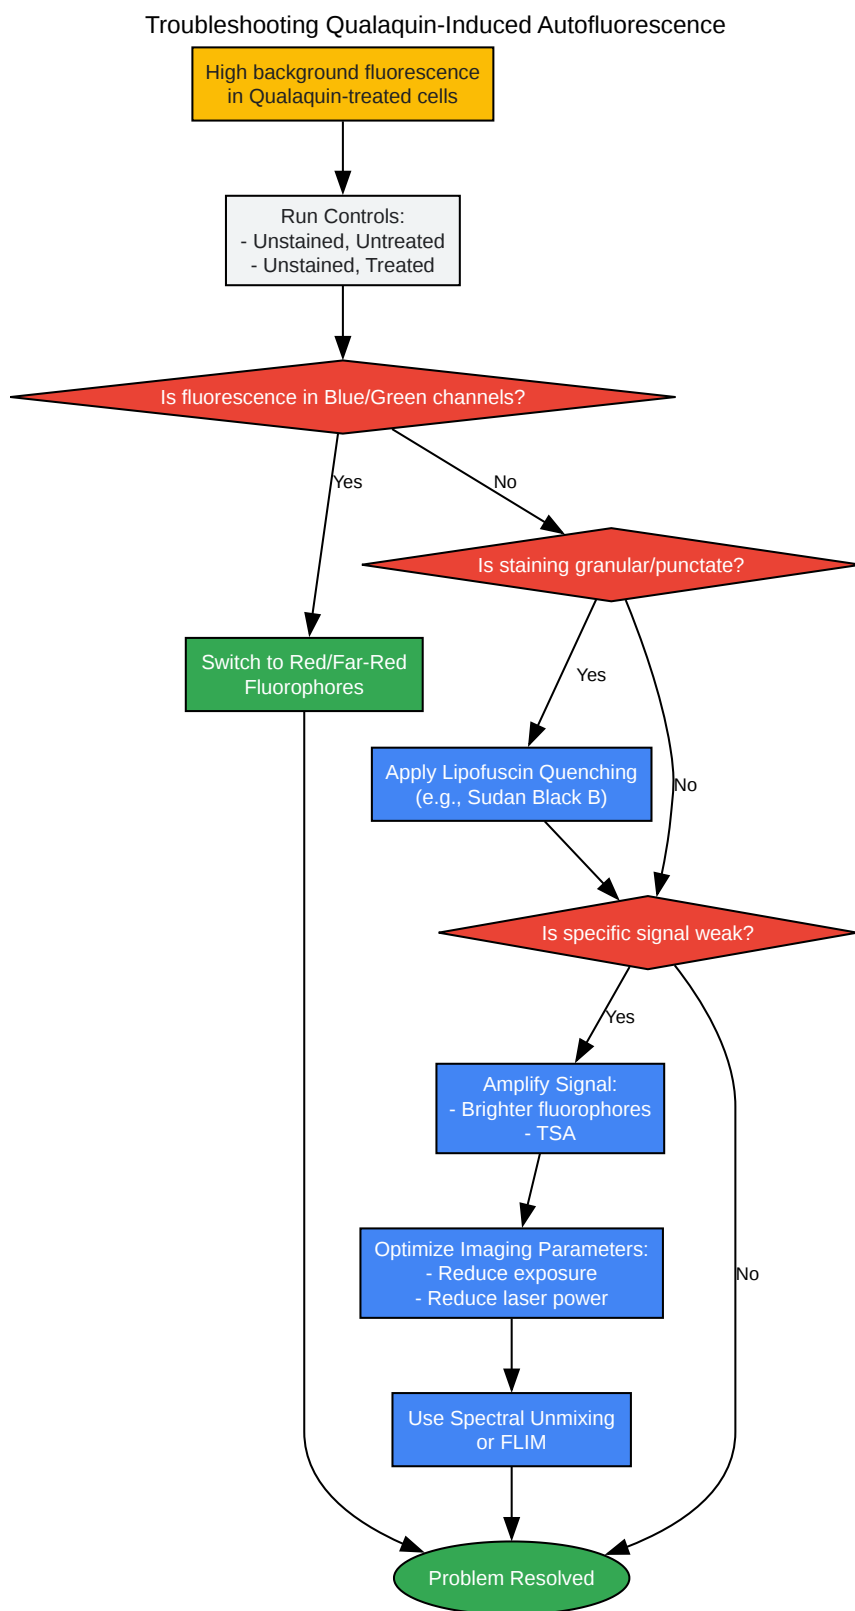 Troubleshooting Qualaquin-Induced Autofluorescence
High background fluorescence
in Qualaquin-treated cells
Run Controls:
- Unstained, Untreated
- Unstained, Treated
Is fluorescence in Blue/Green channels?
Yes
No
Is staining granular/punctate?
Switch to Red/Far-Red
Fluorophores
Yes
Apply Lipofuscin Quenching
(e.g., Sudan Black B)
No
Is specific signal weak?
Yes
Amplify Signal:
- Brighter fluorophores
- TSA
Optimize Imaging Parameters:
- Reduce exposure
- Reduce laser power
No
Use Spectral Unmixing
or FLIM
Problem Resolved